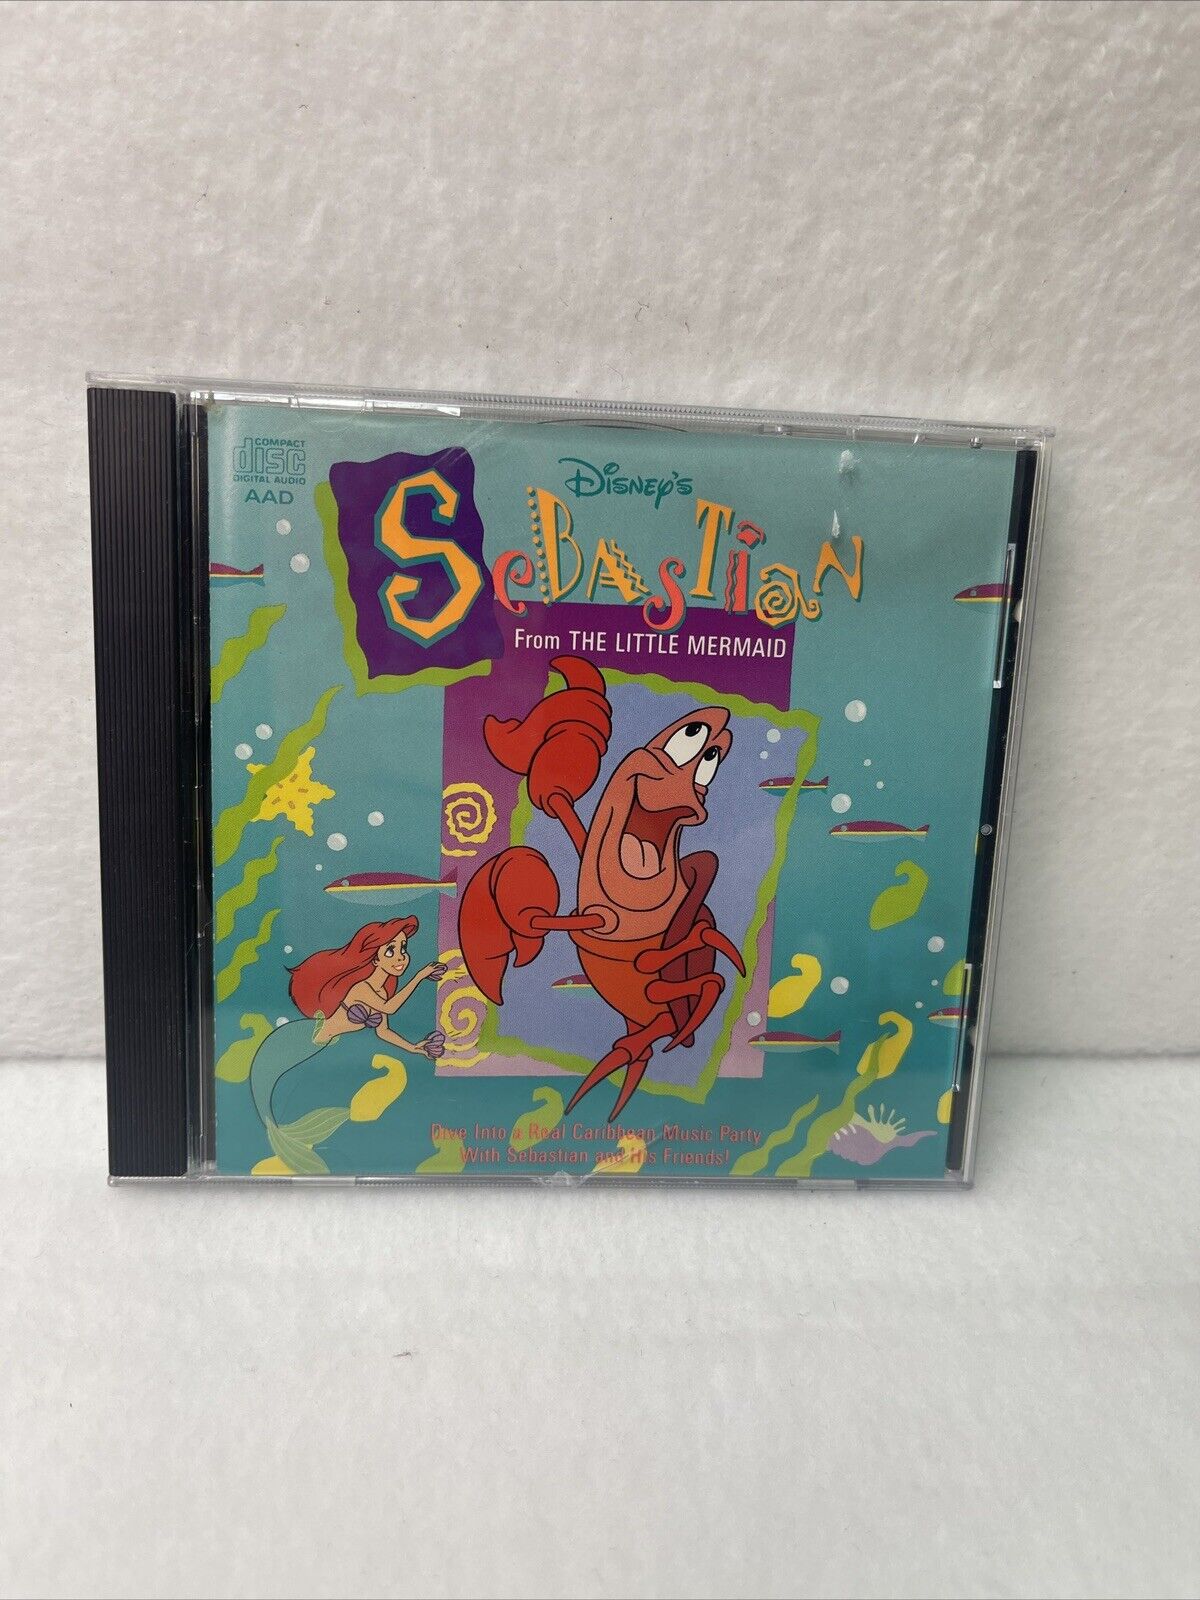 COMPACT
disc
DIGITAL AUDIO
AAD
Disney's
SeBASTiaN
From THE LITTLE MERMAID
Dive Into a Real Caribbean Music Party
With Sebastian and His Friends!